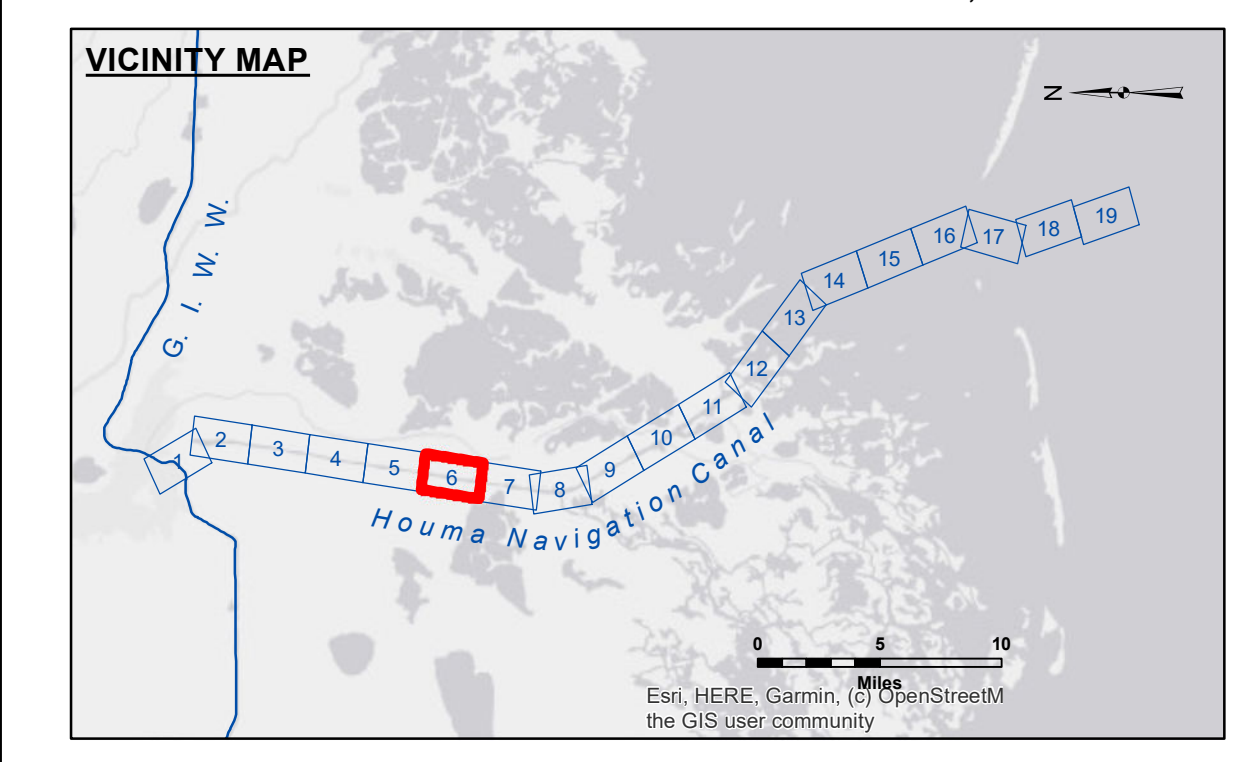 VICINITY MAP
N
G. I. W. W.
1
2
3
4
5
6
7
8
9
10
11
12
13
14
15
16
17
18
19
Houma Navigation Canal
0 5 10
Miles
Esri, HERE, Garmin, (c) OpenStreetM
the GIS user community